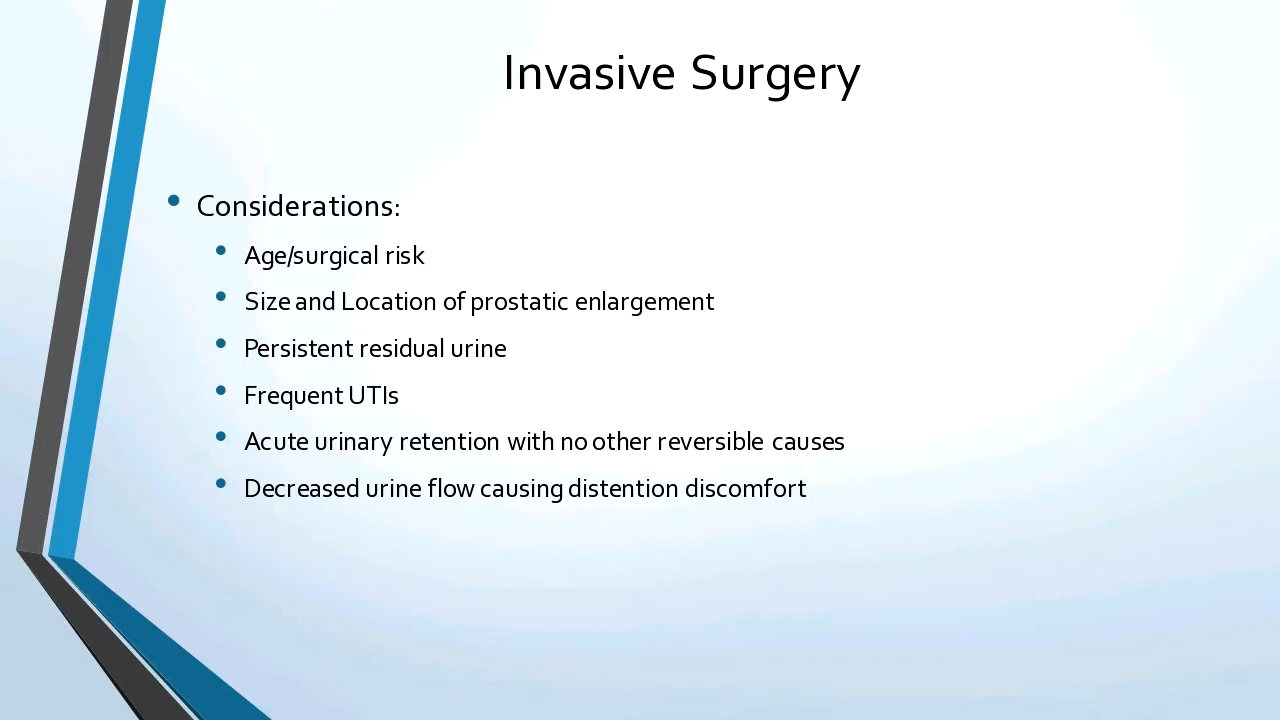 Invasive Surgery
• Considerations:
• Age/surgical risk
• Size and Location of prostatic enlargement
• Persistent residual urine
• Frequent UTIs
• Acute urinary retention with no other reversible causes
• Decreased urine flow causing distention discomfort